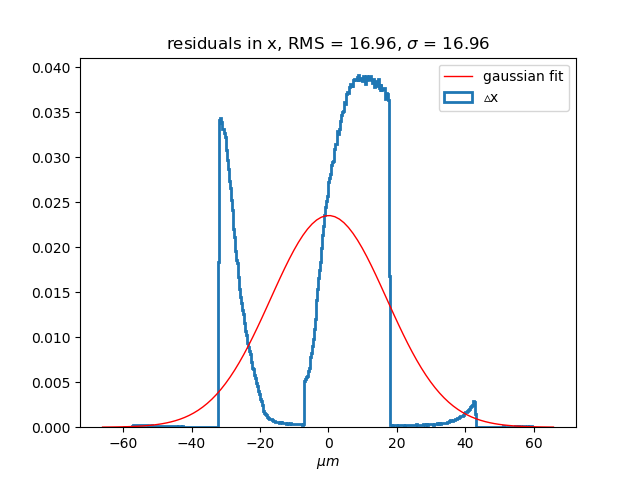 residuals in x, RMS = 16.96, σ = 16.96
0.040
0.035
0.030
0.025
0.020
0.015
0.010
0.005
0.000
gaussian fit
△x
−60 −40 −20 0 20 40 60
μm